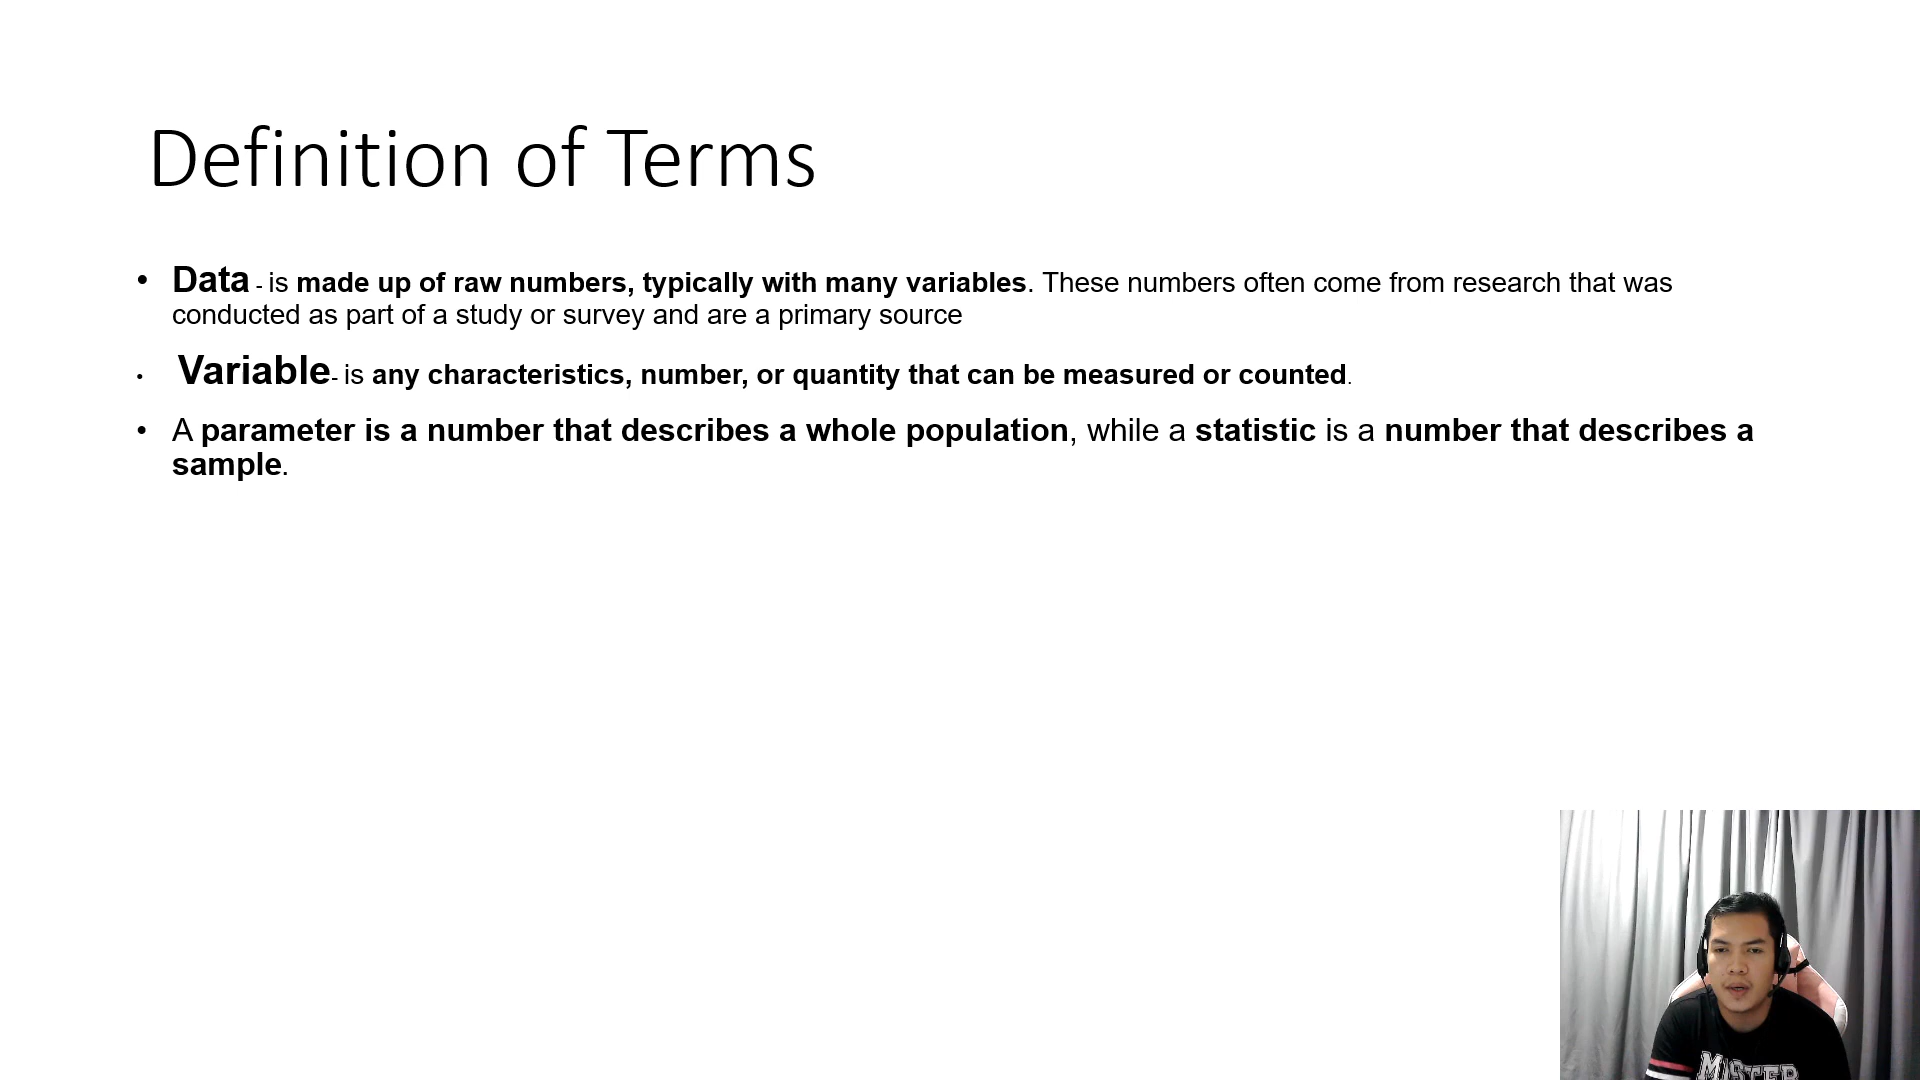 Definition of Terms
• Data - is made up of raw numbers, typically with many variables. These numbers often come from research that was
conducted as part of a study or survey and are a primary source
• Variable- is any characteristics, number, or quantity that can be measured or counted.
• A parameter is a number that describes a whole population, while a statistic is a number that describes a
sample.
MISTER